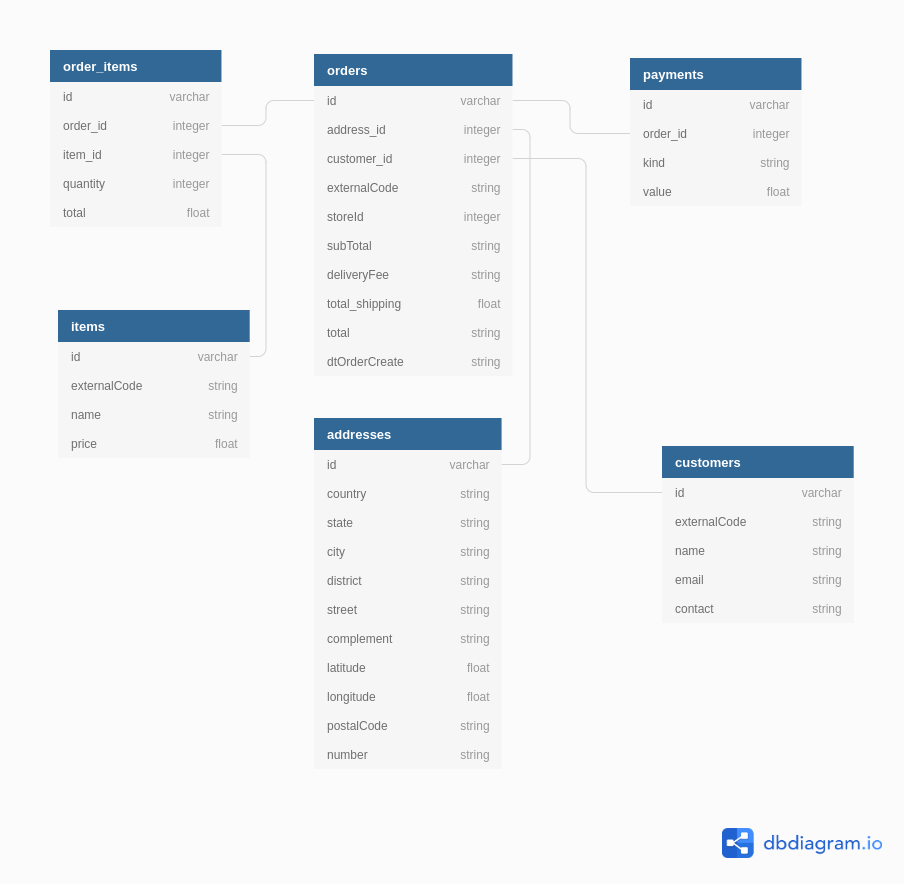 order_items
id varchar
order_id integer
item_id integer
quantity integer
total float
orders
id varchar
address_id integer
customer_id integer
externalCode string
storeId integer
subTotal string
deliveryFee string
total_shipping float
total string
dtOrderCreate string
payments
id varchar
order_id integer
kind string
value float
items
id varchar
externalCode string
name string
price float
addresses
id varchar
country string
state string
city string
district string
street string
complement string
latitude float
longitude float
postalCode string
number string
customers
id varchar
externalCode string
name string
email string
contact string
dbdiagram.io